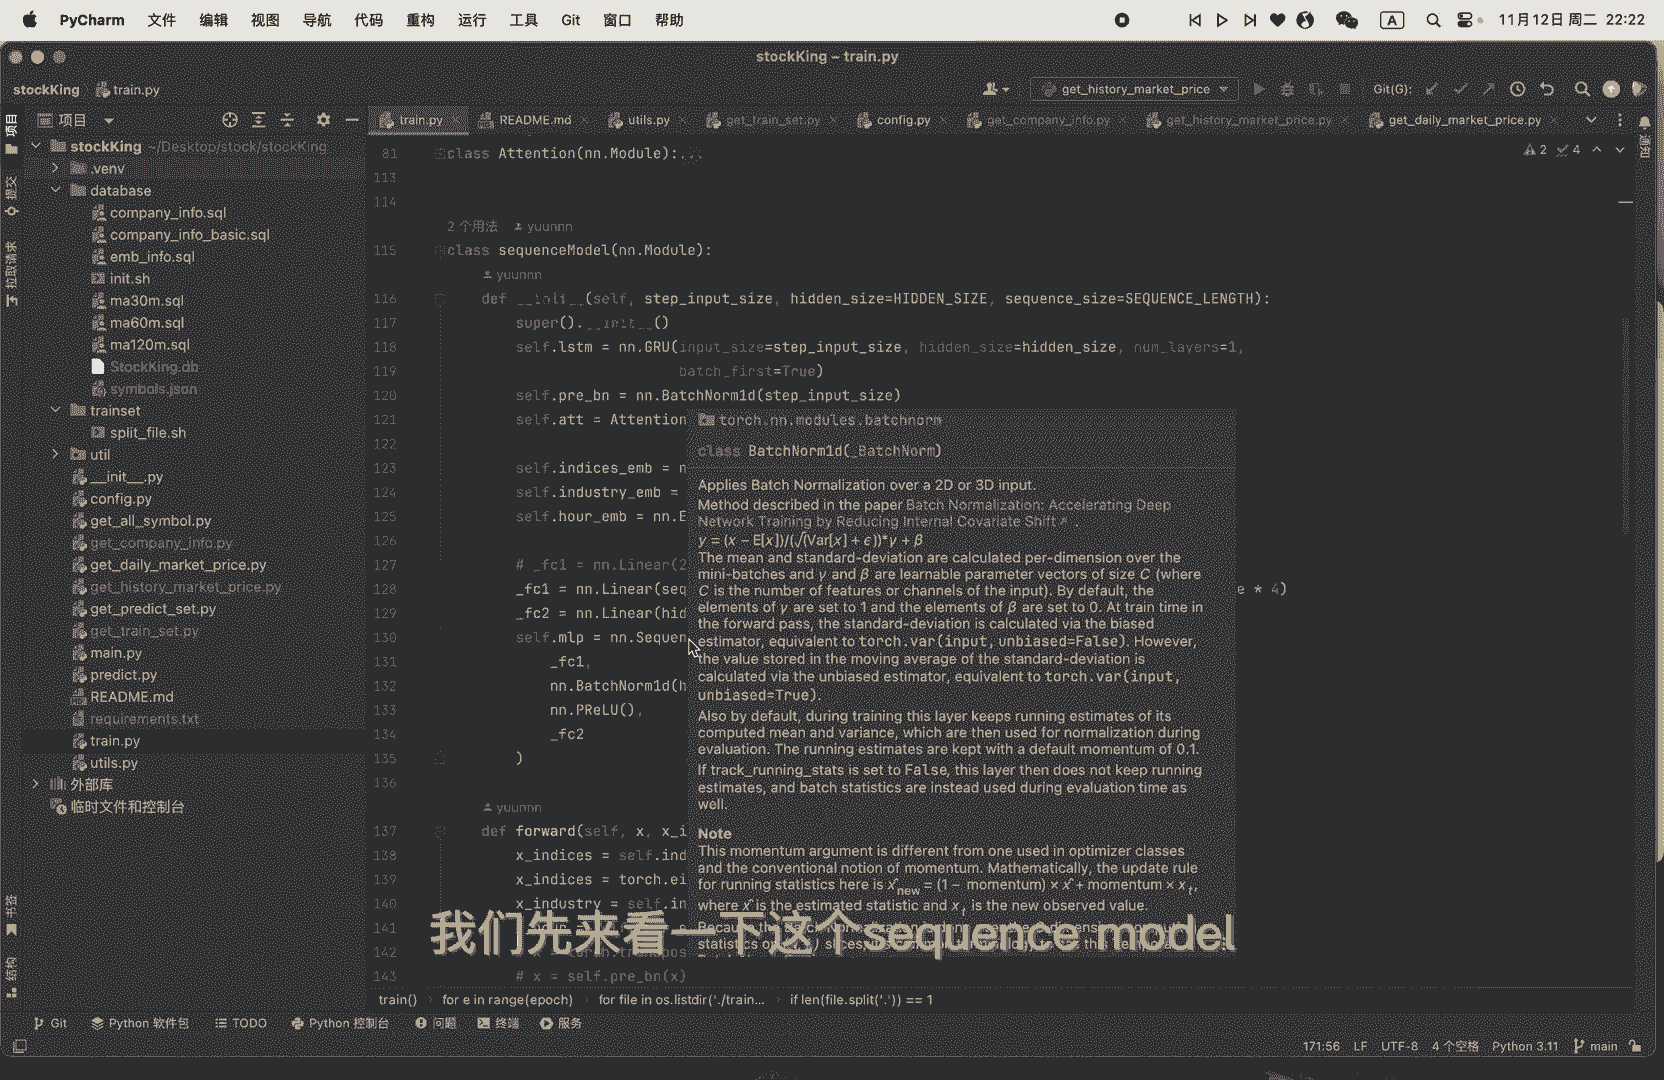 PyCharm 文件 编辑 视图 导航 代码 重构 运行 工具 Git 窗口 帮助 A 11月12日 周二 22:22
stockKing – train.py
stockKing train.py get_history_market_price Git(G):
项目 train.py README.md utils.py get_train_set.py config.py get_company_info.py get_history_market_price.py get_daily_market_price.py
项目
提交
拉取请求
书签
结构
通知
stockKing ~/Desktop/stock/stockKing
.venv
database
company_info.sql
company_info_basic.sql
emb_info.sql
init.sh
ma30m.sql
ma60m.sql
ma120m.sql
StockKing.db
symbols.json
trainset
split_file.sh
util
__init__.py
config.py
get_all_symbol.py
get_company_info.py
get_daily_market_price.py
get_history_market_price.py
get_predict_set.py
get_train_set.py
main.py
predict.py
README.md
requirements.txt
train.py
utils.py
外部库
临时文件和控制台
2 4
81 class Attention(nn.Module):...
113
114
2 个用法 yuunnn
115 class sequenceModel(nn.Module):
yuunnn
116 def __init__(self, step_input_size, hidden_size=HIDDEN_SIZE, sequence_size=SEQUENCE_LENGTH):
117 super().__init__()
118 self.lstm = nn.GRU(input_size=step_input_size, hidden_size=hidden_size, num_layers=1,
119 batch_first=True)
120 self.pre_bn = nn.BatchNorm1d(step_input_size)
121 self.att = Attention
122
123 self.indices_emb = n
124 self.industry_emb =
125 self.hour_emb = nn.E
126
127 # _fc1 = nn.Linear(2
128 _fc1 = nn.Linear(seq e * 4)
129 _fc2 = nn.Linear(hid
130 self.mlp = nn.Sequen
131 _fc1,
132 nn.BatchNorm1d(h
133 nn.PReLU(),
134 _fc2
135 )
136
yuunnn
137 def forward(self, x, x_i
138 x_indices = self.ind
139 x_indices = torch.ei
140 x_industry = self.in
141
142
143 # x = self.pre_bn(x)
torch.nn.modules.batchnorm
class BatchNorm1d(_BatchNorm)
Applies Batch Normalization over a 2D or 3D input.
Method described in the paper Batch Normalization: Accelerating Deep
Network Training by Reducing Internal Covariate Shift ↗ .
y = (x − E[x])/(√(Var[x] + ϵ))*γ + β
The mean and standard-deviation are calculated per-dimension over the
mini-batches and γ and β are learnable parameter vectors of size C (where
C is the number of features or channels of the input). By default, the
elements of γ are set to 1 and the elements of β are set to 0. At train time in
the forward pass, the standard-deviation is calculated via the biased
estimator, equivalent to torch.var(input, unbiased=False). However,
the value stored in the moving average of the standard-deviation is
calculated via the unbiased estimator, equivalent to torch.var(input,
unbiased=True).
Also by default, during training this layer keeps running estimates of its
computed mean and variance, which are then used for normalization during
evaluation. The running estimates are kept with a default momentum of 0.1.
If track_running_stats is set to False, this layer then does not keep running
estimates, and batch statistics are instead used during evaluation time as
well.
Note
This momentum argument is different from one used in optimizer classes
and the conventional notion of momentum. Mathematically, the update rule
for running statistics here is x̂new = (1 − momentum) × x̂ + momentum × xt,
where x̂ is the estimated statistic and xt is the new observed value.
我们先来看一下这个sequence model
train() for e in range(epoch) for file in os.listdir('./train... if len(file.split('.')) == 1
Git Python 软件包 TODO Python 控制台 问题 终端 服务
171:56 LF UTF-8 4 个空格 Python 3.11 main